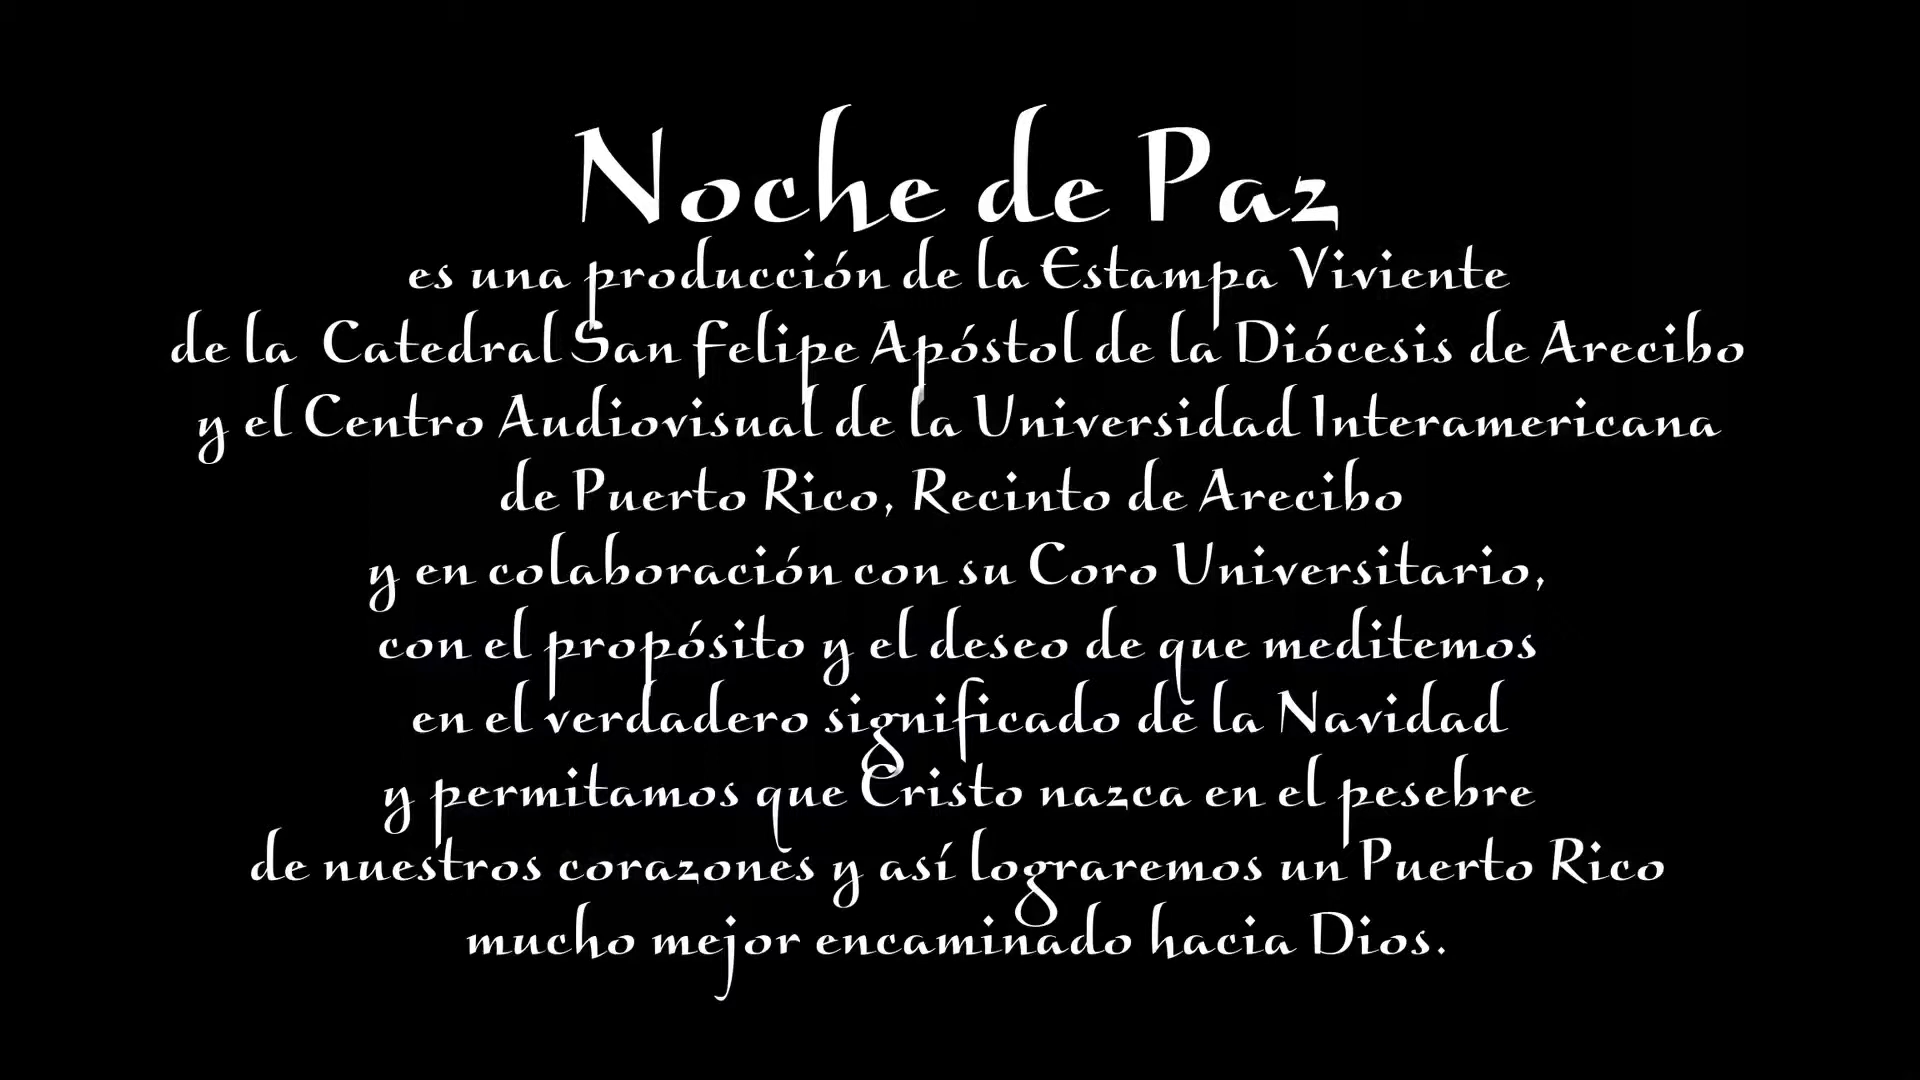 Noche de Paz
es una producción de la Estampa Viviente
de la Catedral San Felipe Apóstol de la Diócesis de Arecibo
y el Centro Audiovisual de la Universidad Interamericana
de Puerto Rico, Recinto de Arecibo
y en colaboración con su Coro Universitario,
con el propósito y el deseo de que meditemos
en el verdadero significado de la Navidad
y permitamos que Cristo nazca en el pesebre
de nuestros corazones y así lograremos un Puerto Rico
mucho mejor encaminado hacia Dios.